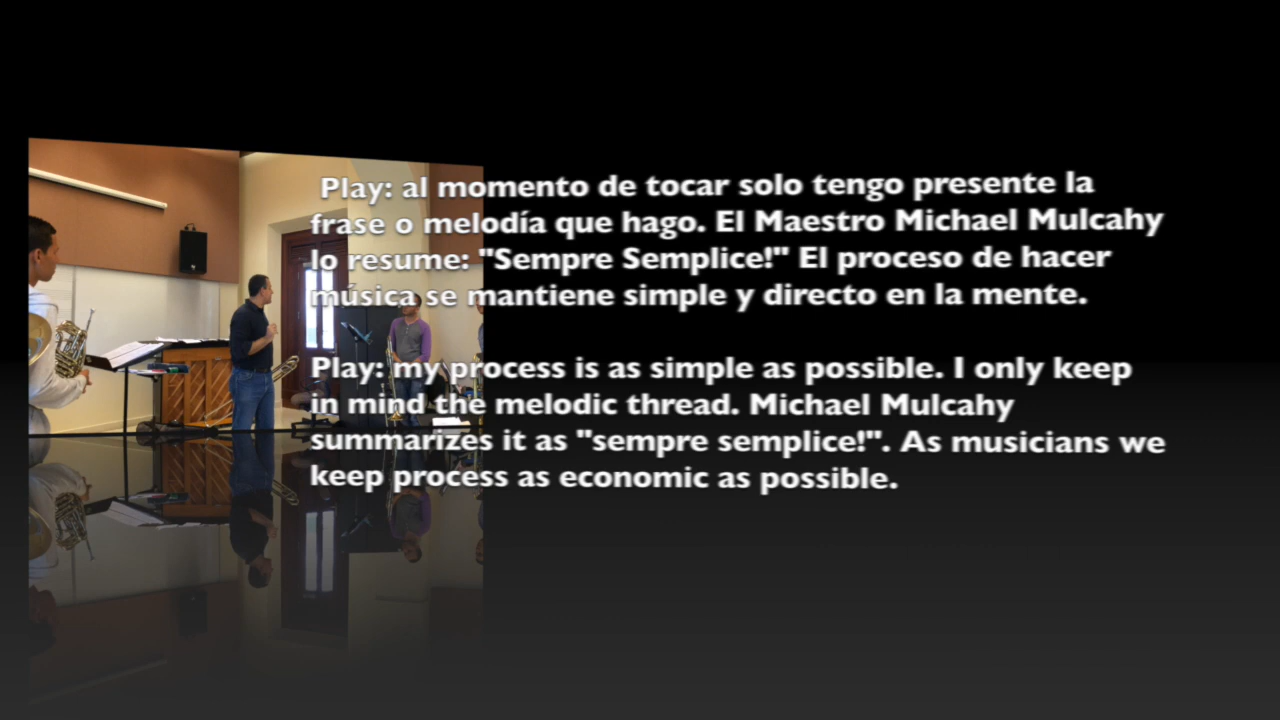 Play: al momento de tocar solo tengo presente la
frase o melodía que hago. El Maestro Michael Mulcahy
lo resume: "Sempre Semplice!" El proceso de hacer
música se mantiene simple y directo en la mente.
Play: my process is as simple as possible. I only keep
in mind the melodic thread. Michael Mulcahy
summarizes it as "sempre semplice!". As musicians we
keep process as economic as possible.